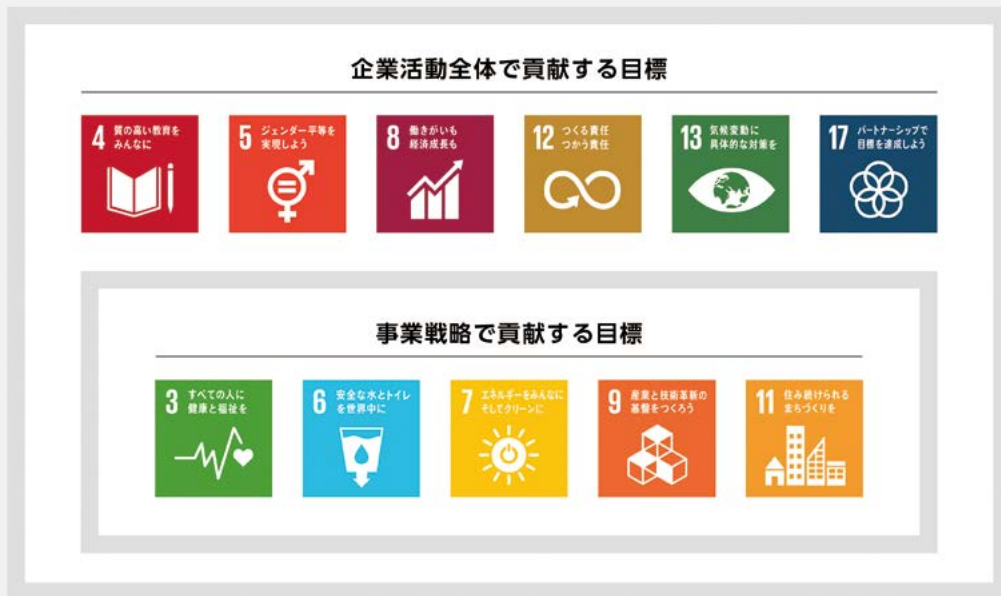 企業活動全体で貢献する目標
4 質の高い教育を
みんなに
5 ジェンダー平等を
実現しよう
8 働きがいも
経済成長も
12 つくる責任
つかう責任
13 気候変動に
具体的な対策を
17 パートナーシップで
目標を達成しよう
事業戦略で貢献する目標
3 すべての人に
健康と福祉を
6 安全な水とトイレ
を世界中に
7 エネルギーをみんなに
そしてクリーンに
9 産業と技術革新の
基盤をつくろう
11 住み続けられる
まちづくりを